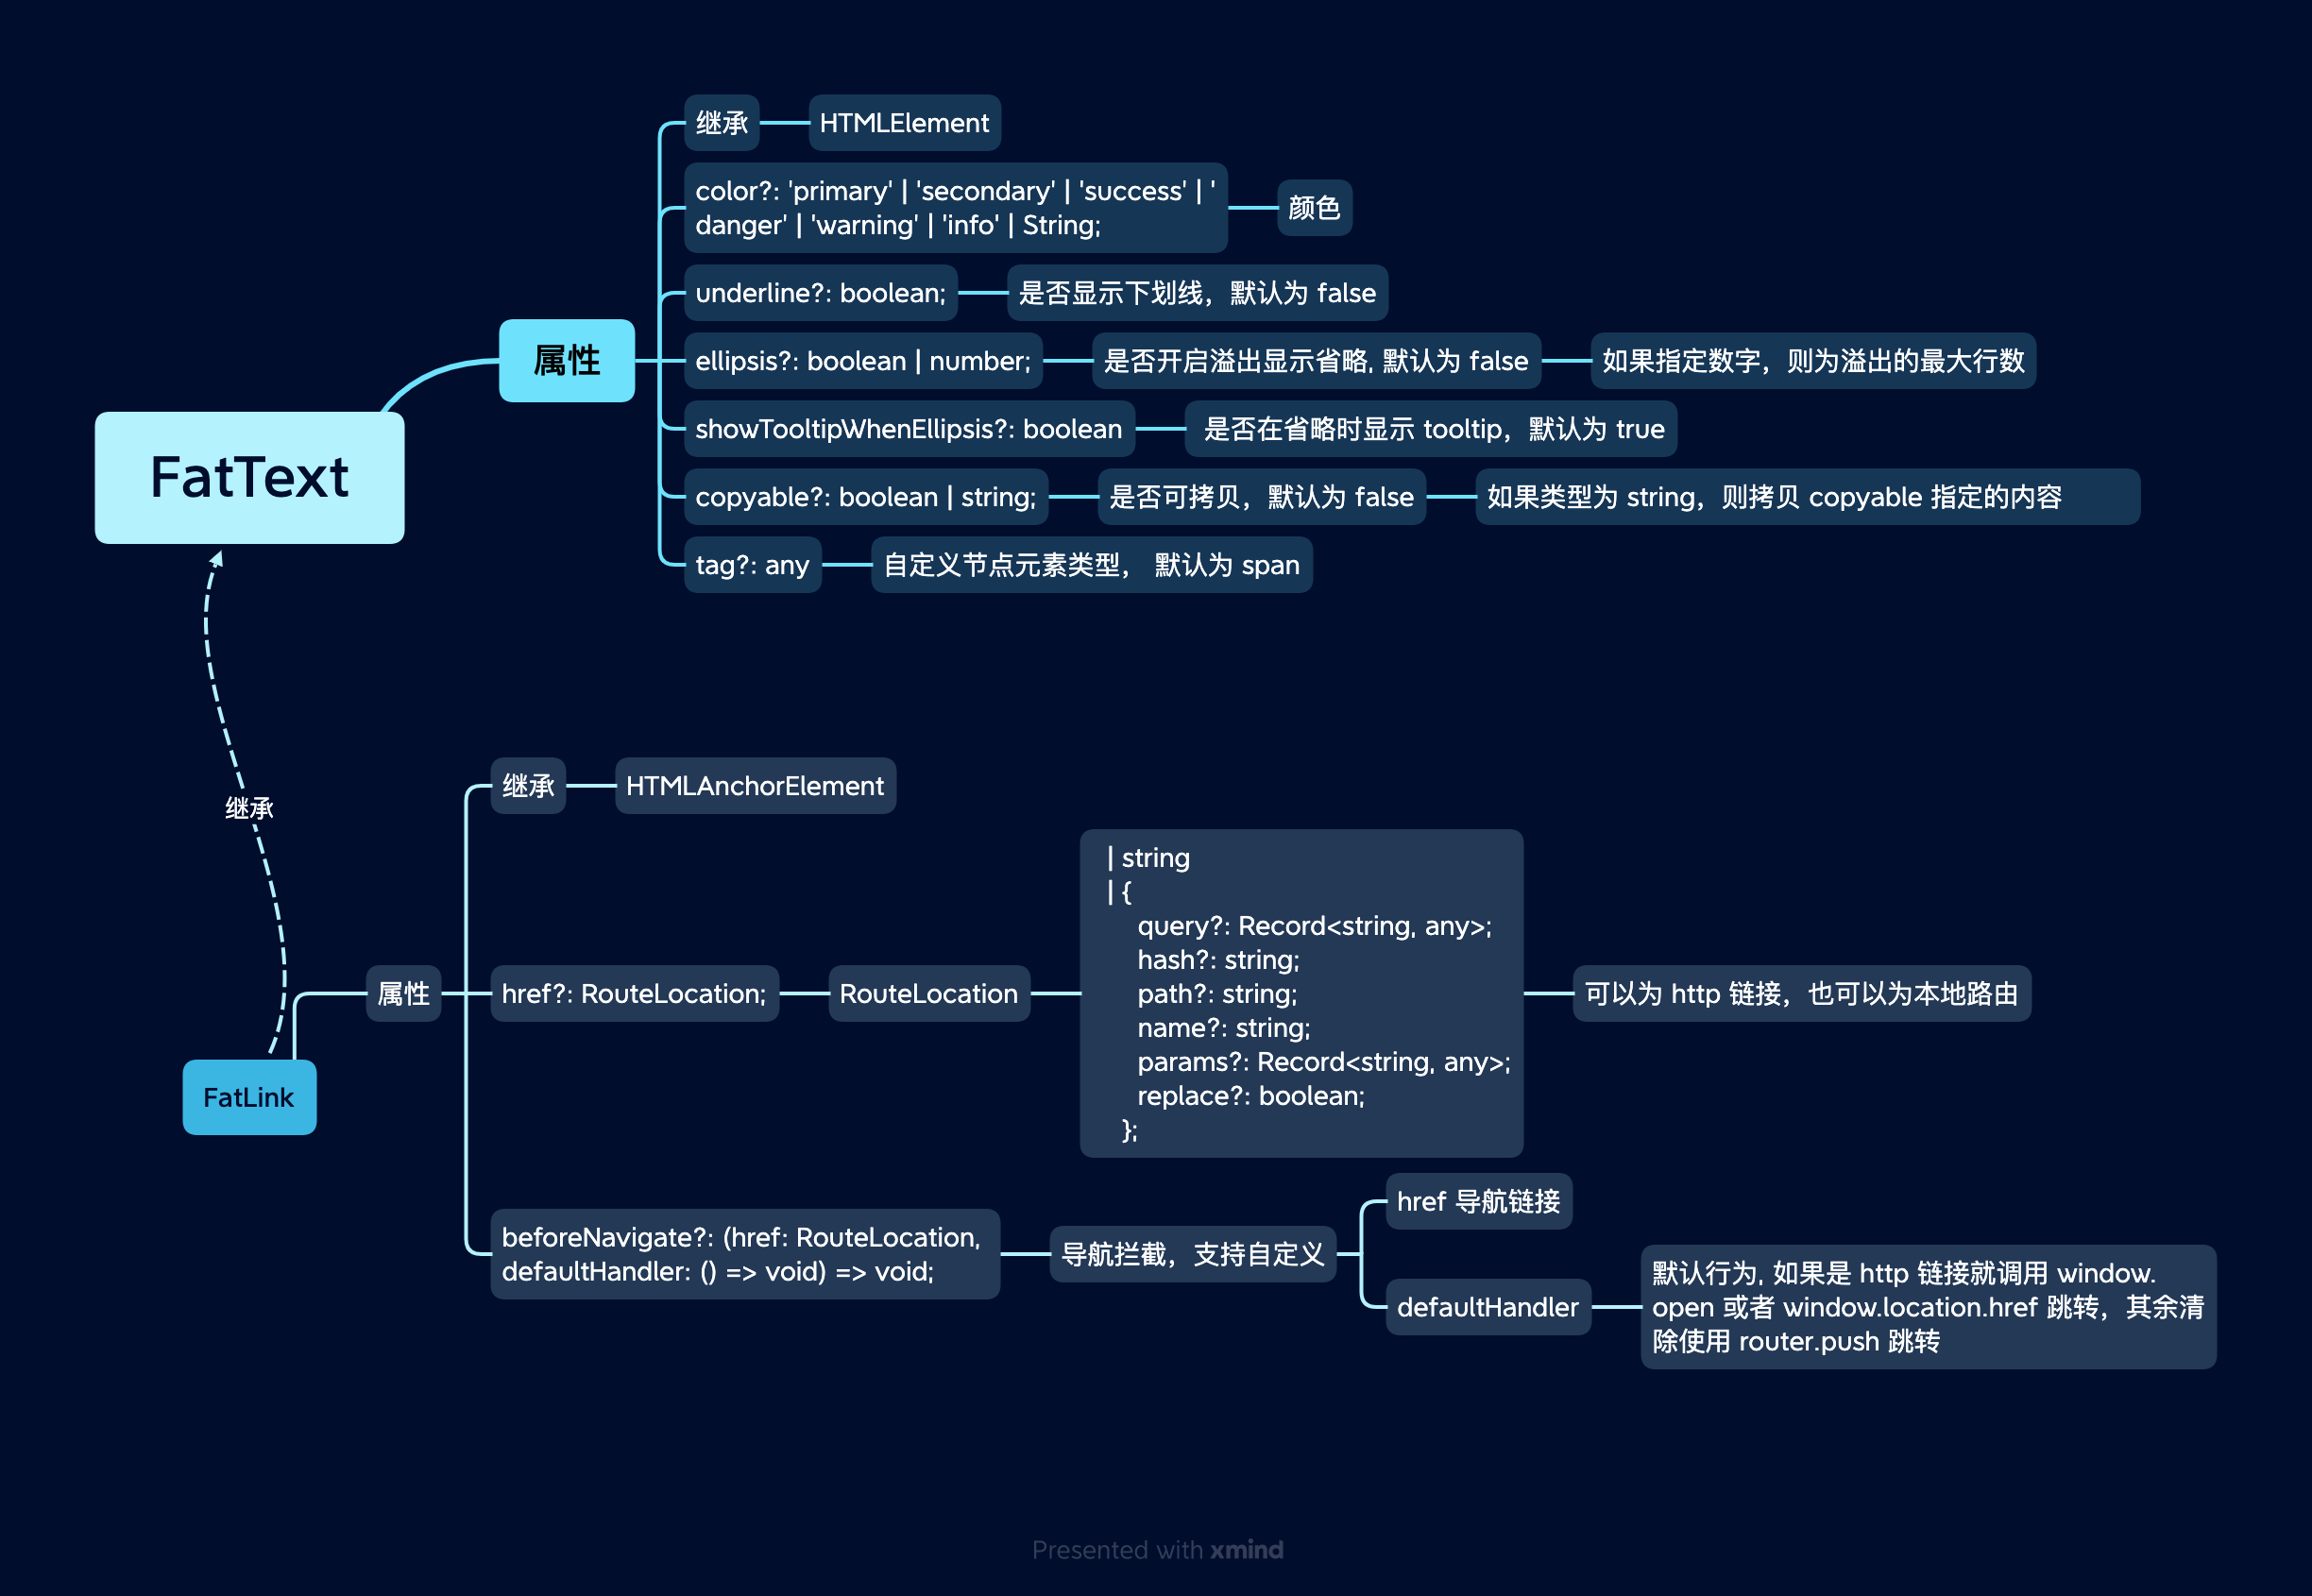 FatText
属性
继承
HTMLElement
color?: 'primary' | 'secondary' | 'success' | '
danger' | 'warning' | 'info' | String;
颜色
underline?: boolean;
是否显示下划线，默认为 false
ellipsis?: boolean | number;
是否开启溢出显示省略, 默认为 false
如果指定数字，则为溢出的最大行数
showTooltipWhenEllipsis?: boolean
是否在省略时显示 tooltip，默认为 true
copyable?: boolean | string;
是否可拷贝，默认为 false
如果类型为 string，则拷贝 copyable 指定的内容
tag?: any
自定义节点元素类型， 默认为 span
继承
FatLink
属性
继承
HTMLAnchorElement
href?: RouteLocation;
RouteLocation
| string
| {
query?: Record<string, any>;
hash?: string;
path?: string;
name?: string;
params?: Record<string, any>;
replace?: boolean;
};
可以为 http 链接，也可以为本地路由
beforeNavigate?: (href: RouteLocation,
defaultHandler: () => void) => void;
导航拦截，支持自定义
href 导航链接
defaultHandler
默认行为, 如果是 http 链接就调用 window.
open 或者 window.location.href 跳转，其余清
除使用 router.push 跳转
Presented with xmind